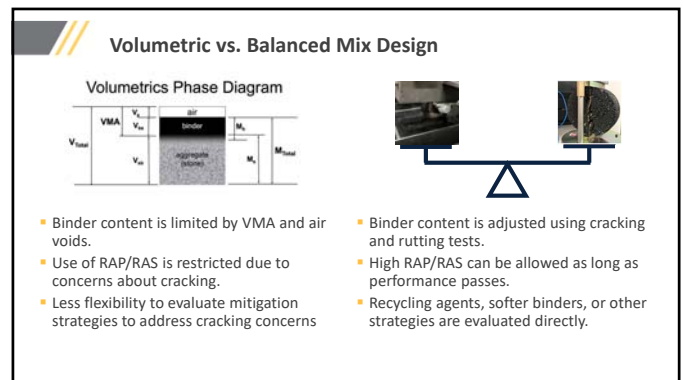 Volumetric vs. Balanced Mix Design
Volumetrics Phase Diagram
air
VMA
binder
aggregate
(stone)
V Total
M Total
Binder content is limited by VMA and air
voids.
Use of RAP/RAS is restricted due to
concerns about cracking.
Less flexibility to evaluate mitigation
strategies to address cracking concerns
Binder content is adjusted using cracking
and rutting tests.
High RAP/RAS can be allowed as long as
performance passes.
Recycling agents, softer binders, or other
strategies are evaluated directly.